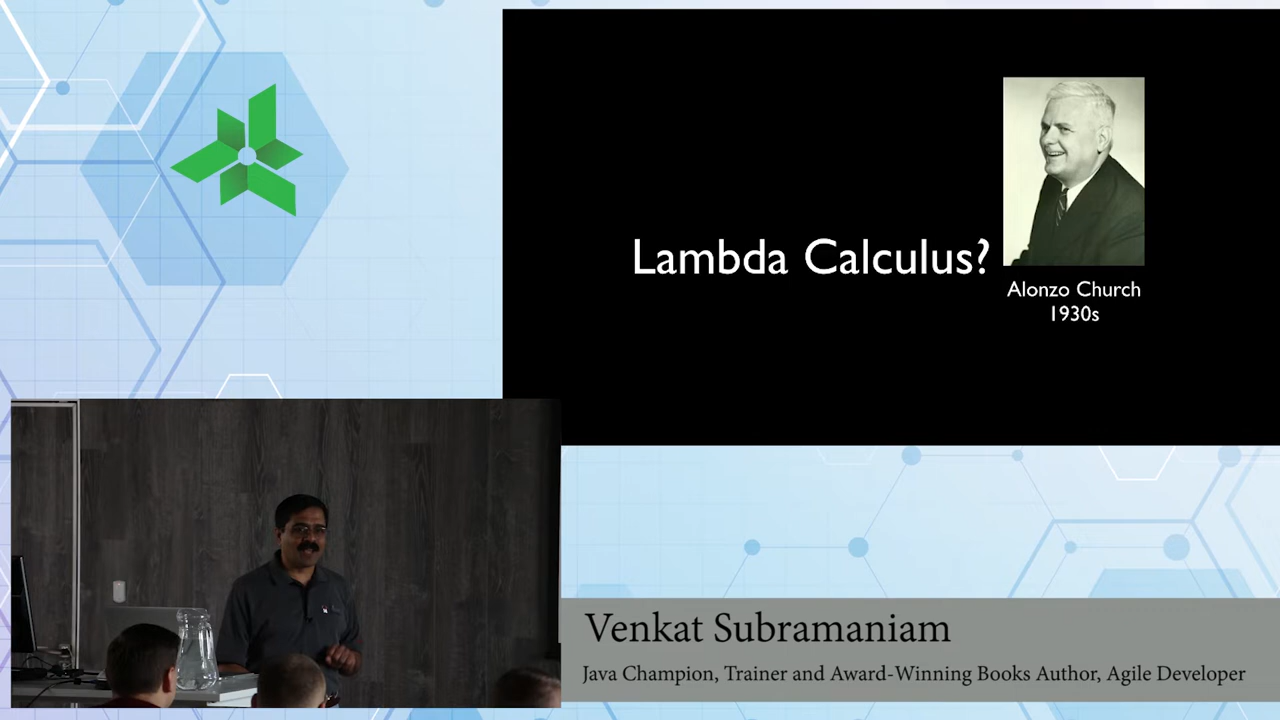 Lambda Calculus?
Alonzo Church
1930s
Venkat Subramaniam
Java Champion, Trainer and Award-Winning Books Author, Agile Developer